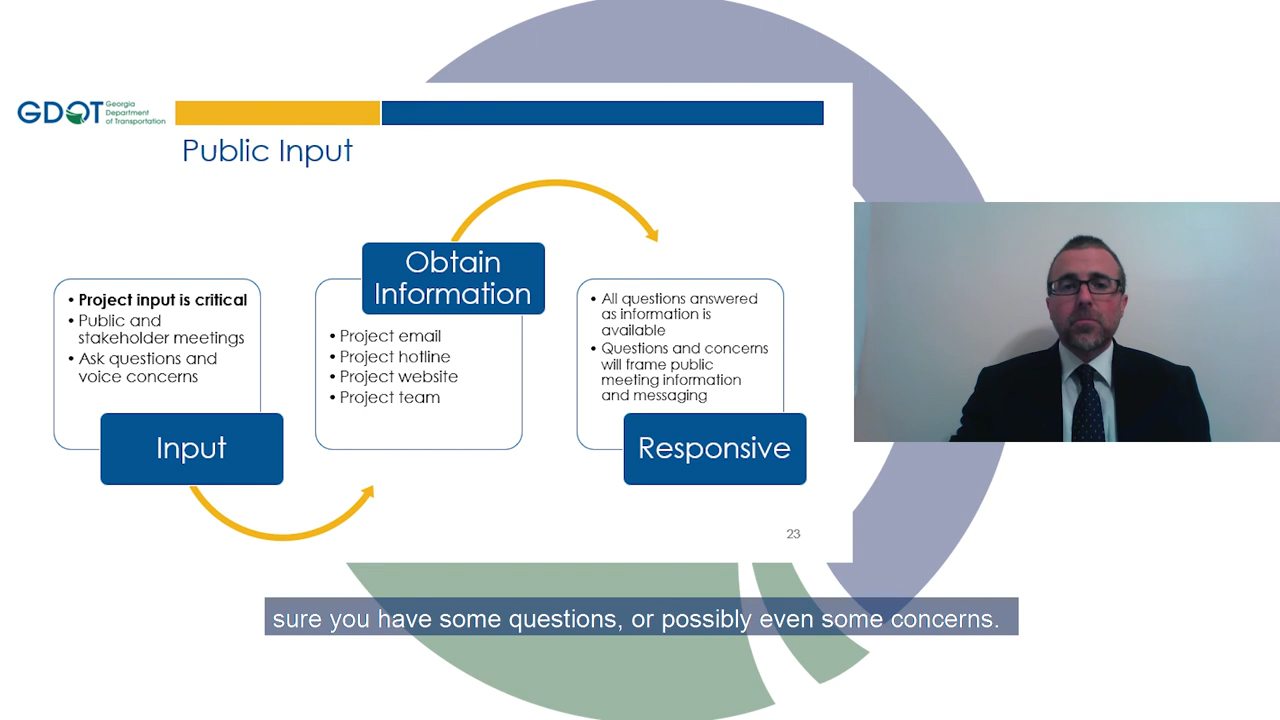 GDOT
Georgia
Department
of Transportation
Public Input
• Project input is critical
• Public and
stakeholder meetings
• Ask questions and
voice concerns
Input
Obtain
Information
• Project email
• Project hotline
• Project website
• Project team
• All questions answered
as information is
available
• Questions and concerns
will frame public
meeting information
and messaging
Responsive
23
sure you have some questions, or possibly even some concerns.